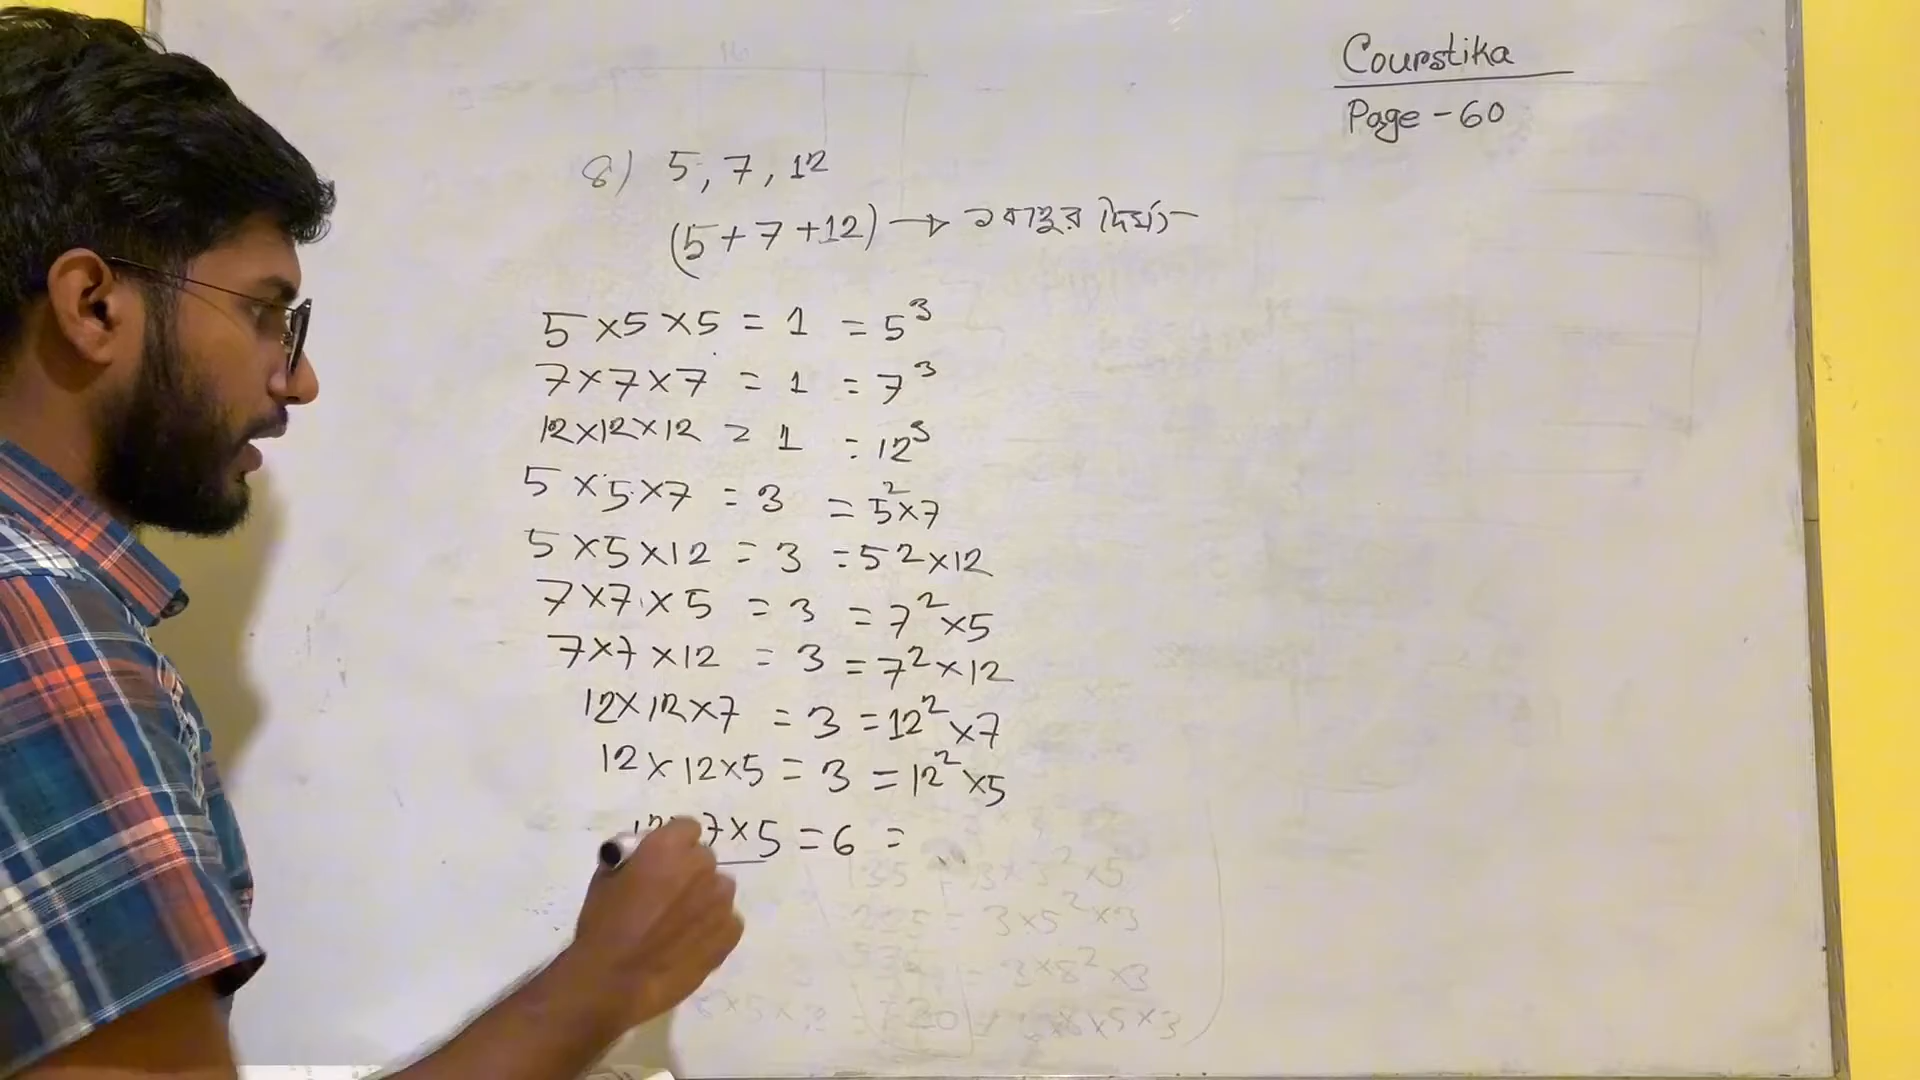 Courstika
Page - 60
8) 5, 7, 12
(5 + 7 + 12) → ১ বাহুর দৈর্ঘ্য
5 × 5 × 5 = 1 = 5³
7 × 7 × 7 = 1 = 7³
12 × 12 × 12 = 1 = 12³
5 × 5 × 7 = 3 = 5² × 7
5 × 5 × 12 = 3 = 5² × 12
7 × 7 × 5 = 3 = 7² × 5
7 × 7 × 12 = 3 = 7² × 12
12 × 12 × 7 = 3 = 12² × 7
12 × 12 × 5 = 3 = 12² × 5
7 × 5 = 6 =